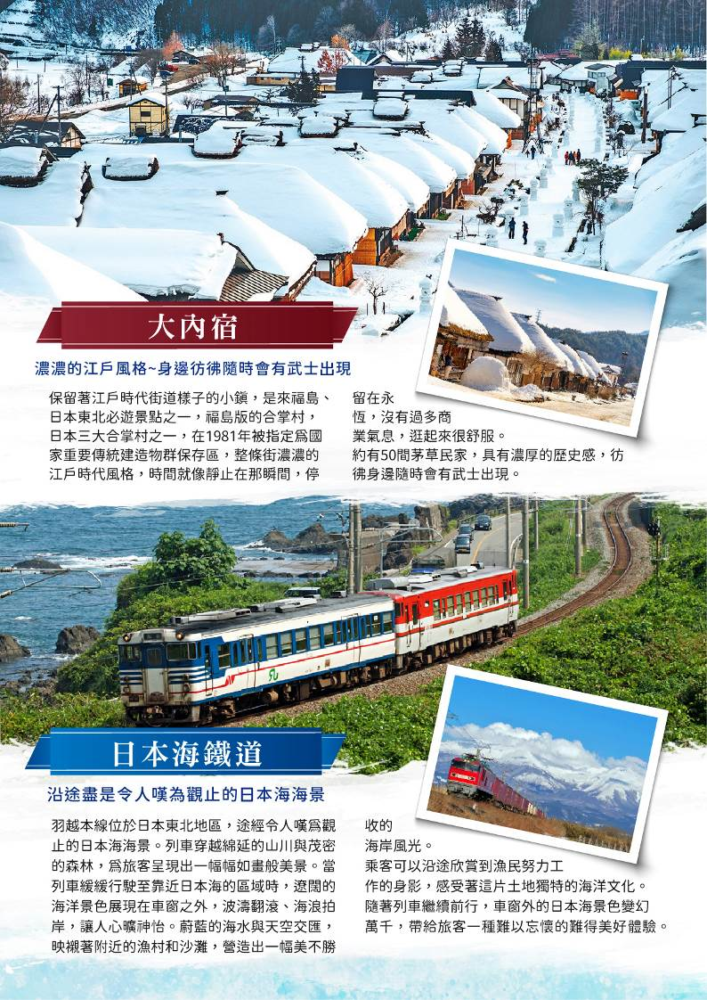 大內宿
濃濃的江戶風格~身邊彷彿隨時會有武士出現
保留著江戶時代街道樣子的小鎮，是來福島、
日本東北必遊景點之一，福島版的合掌村，
日本三大合掌村之一，在1981年被指定為國
家重要傳統建造物群保存區，整條街濃濃的
江戶時代風格，時間就像靜止在那瞬間，停
留在永
恆，沒有過多商
業氣息，逛起來很舒服。
約有50間茅草民家，具有濃厚的歷史感，彷
彿身邊隨時會有武士出現。
日本海鐵道
沿途盡是令人嘆為觀止的日本海海景
羽越本線位於日本東北地區，途經令人嘆為觀
止的日本海海景。列車穿越綿延的山川與茂密
的森林，為旅客呈現出一幅幅如畫般美景。當
列車緩緩行駛至靠近日本海的區域時，遼闊的
海洋景色展現在車窗之外，波濤翻滾、海浪拍
岸，讓人心曠神怡。蔚藍的海水與天空交匯，
映襯著附近的漁村和沙灘，營造出一幅美不勝
收的
海岸風光。
乘客可以沿途欣賞到漁民努力工
作的身影，感受著這片土地獨特的海洋文化。
隨著列車繼續前行，車窗外的日本海景色變幻
萬千，帶給旅客一種難以忘懷的難得美好體驗。